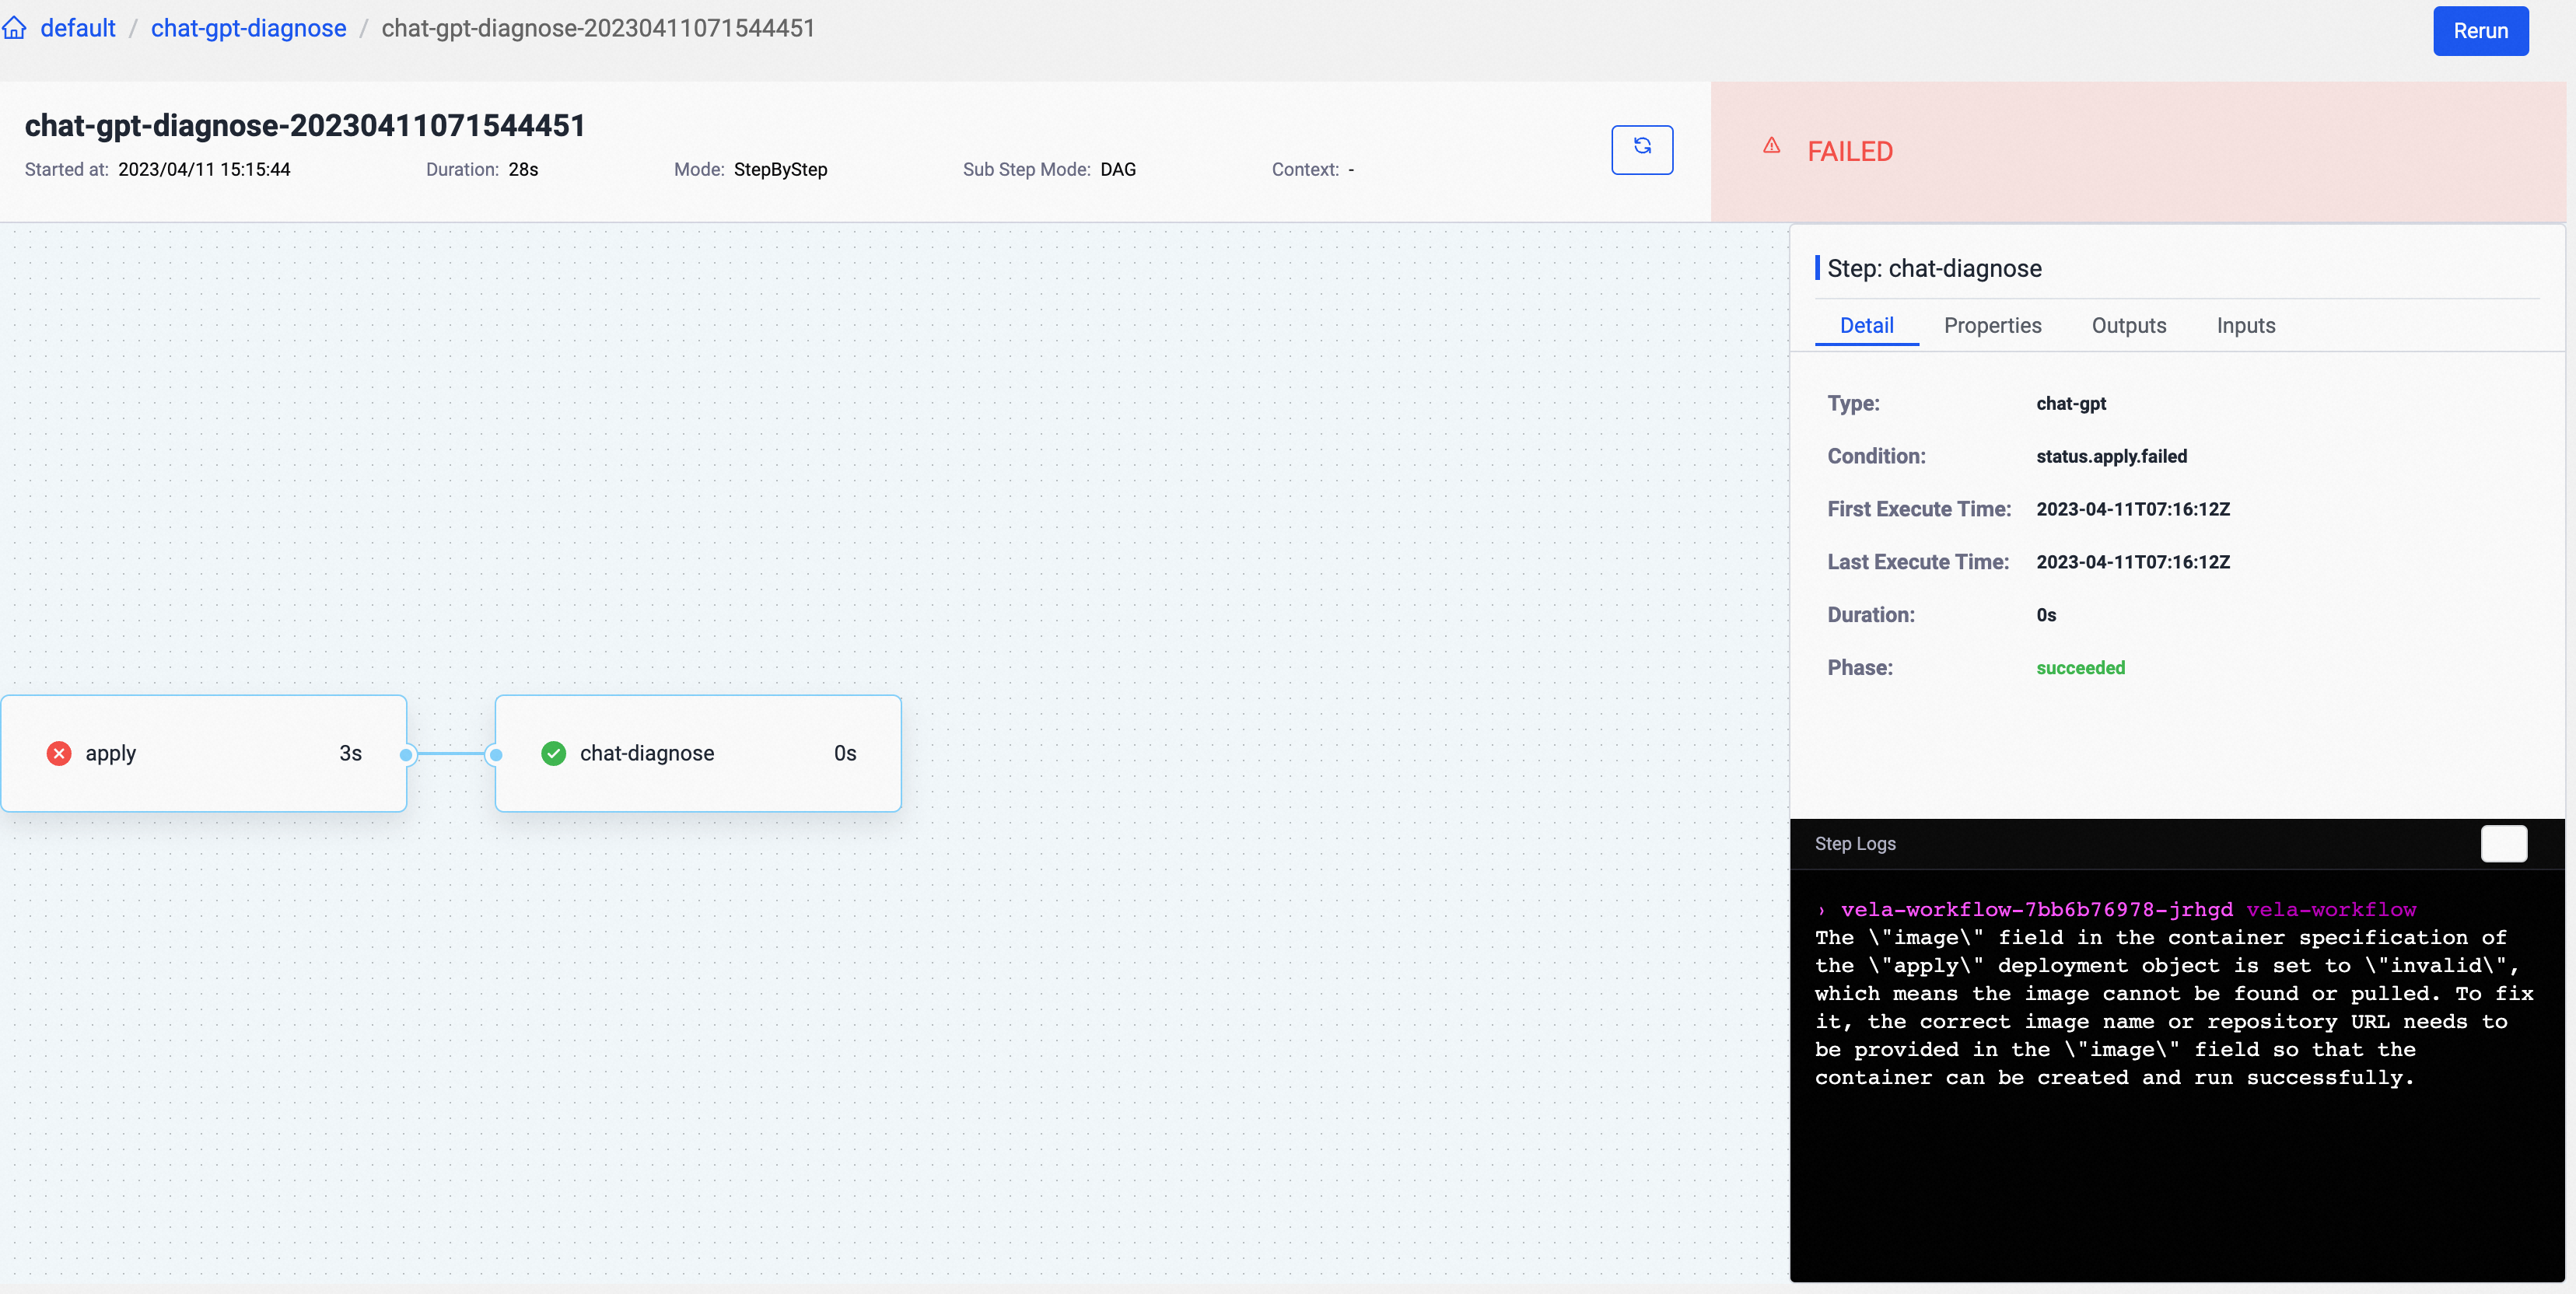 default / chat-gpt-diagnose / chat-gpt-diagnose-20230411071544451
Rerun
chat-gpt-diagnose-20230411071544451
Started at: 2023/04/11 15:15:44 Duration: 28s Mode: StepByStep Sub Step Mode: DAG Context: -
FAILED
apply 3s
chat-diagnose 0s
Step: chat-diagnose
Detail Properties Outputs Inputs
Type: chat-gpt
Condition: status.apply.failed
First Execute Time: 2023-04-11T07:16:12Z
Last Execute Time: 2023-04-11T07:16:12Z
Duration: 0s
Phase: succeeded
Step Logs
› vela-workflow-7bb6b76978-jrhgd vela-workflow
The \"image\" field in the container specification of
the \"apply\" deployment object is set to \"invalid\",
which means the image cannot be found or pulled. To fix
it, the correct image name or repository URL needs to
be provided in the \"image\" field so that the
container can be created and run successfully.